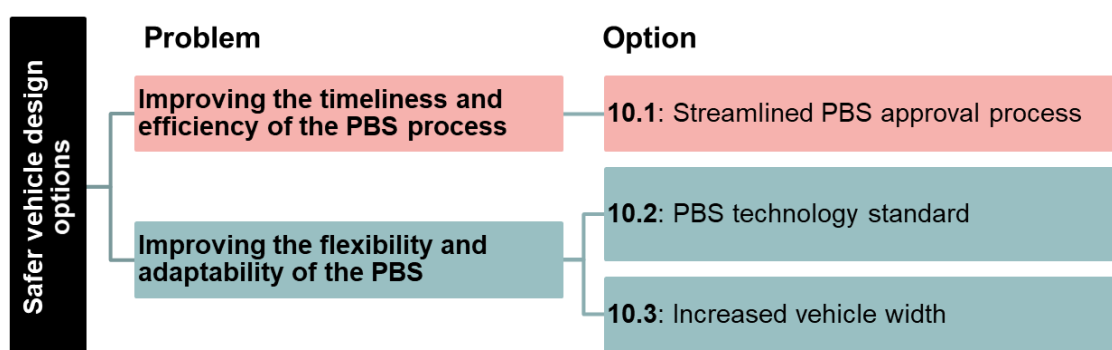 Safer vehicle design
options
Problem
Option
Improving the timeliness and
efficiency of the PBS process
10.1: Streamlined PBS approval process
Improving the flexibility and
adaptability of the PBS
10.2: PBS technology standard
10.3: Increased vehicle width